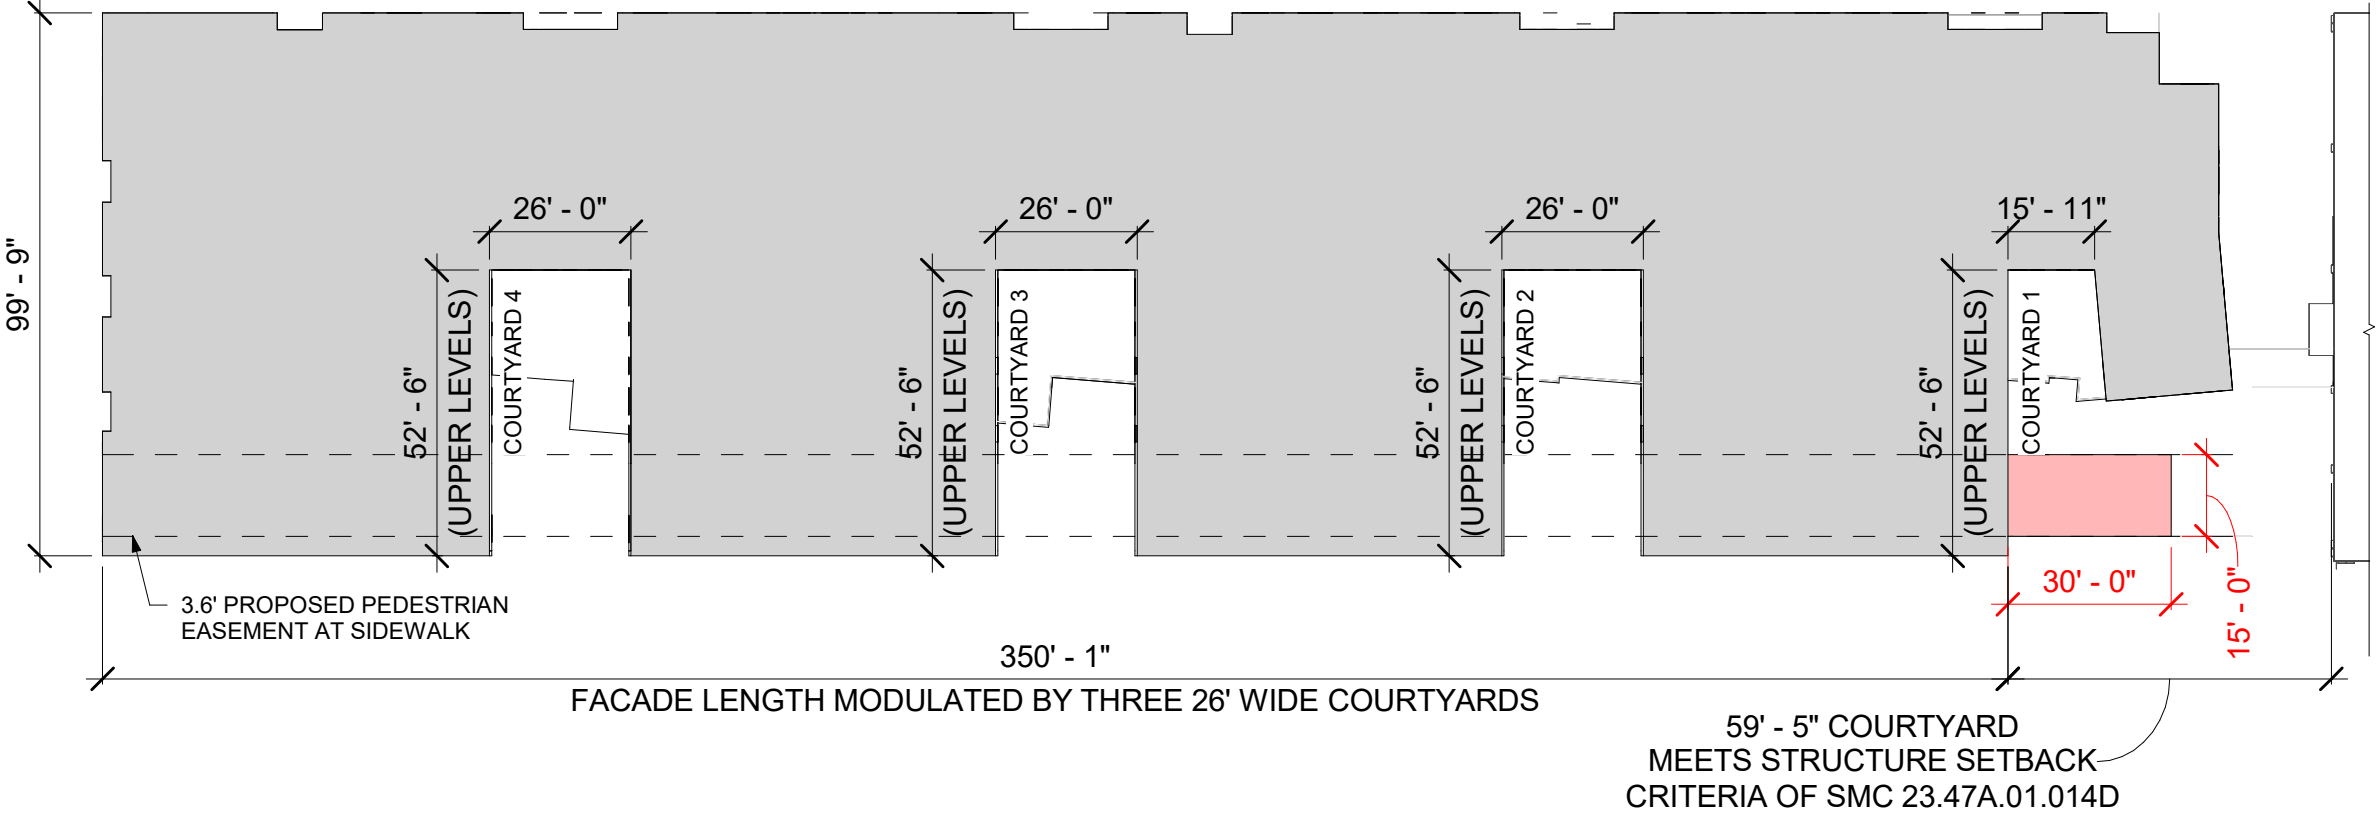 26' - 0"
26' - 0"
26' - 0"
15' - 11"
99' - 9"
52' - 6"
(UPPER LEVELS)
COURTYARD 4
52' - 6"
(UPPER LEVELS)
COURTYARD 3
52' - 6"
(UPPER LEVELS)
COURTYARD 2
52' - 6"
(UPPER LEVELS)
COURTYARD 1
30' - 0"
15' - 0"
3.6' PROPOSED PEDESTRIAN
EASEMENT AT SIDEWALK
350' - 1"
FACADE LENGTH MODULATED BY THREE 26' WIDE COURTYARDS
59' - 5" COURTYARD
MEETS STRUCTURE SETBACK
CRITERIA OF SMC 23.47A.01.014D